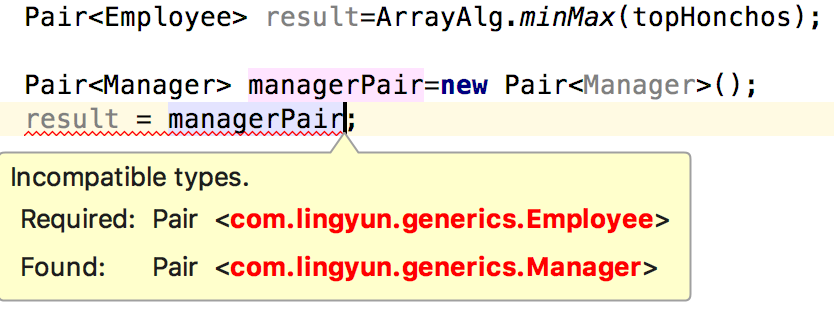 Pair<Employee> result=ArrayAlg.minMax(topHonchos);
Pair<Manager> managerPair=new Pair<Manager>();
result = managerPair;
Incompatible types.
Required: Pair <com.lingyun.generics.Employee>
Found: Pair <com.lingyun.generics.Manager>